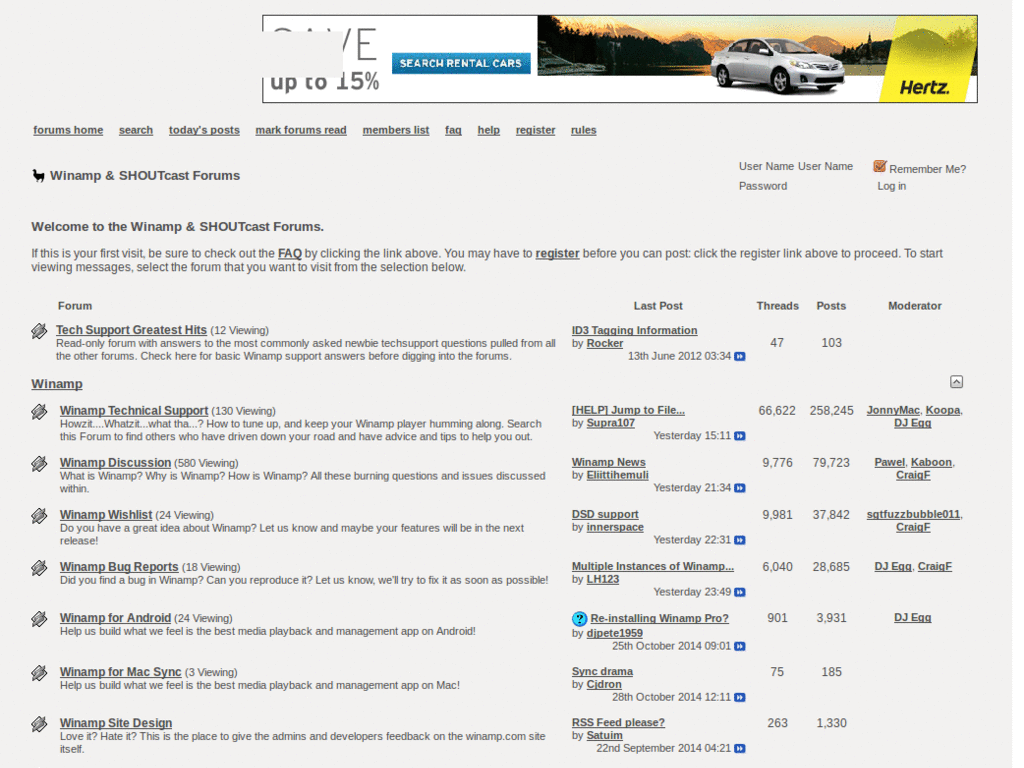 up to 15%
SEARCH RENTAL CARS
Hertz.
forums home search today's posts mark forums read members list faq help register rules
Winamp & SHOUTcast Forums
User Name User Name Remember Me?
Password Log in
Welcome to the Winamp & SHOUTcast Forums.
If this is your first visit, be sure to check out the FAQ by clicking the link above. You may have to register before you can post: click the register link above to proceed. To start
viewing messages, select the forum that you want to visit from the selection below.
Forum Last Post Threads Posts Moderator
Tech Support Greatest Hits (12 Viewing)
Read-only forum with answers to the most commonly asked newbie techsupport questions pulled from all
the other forums. Check here for basic Winamp support answers before digging into the forums.
ID3 Tagging Information
by Rocker
13th June 2012 03:34
47 103
Winamp
Winamp Technical Support (130 Viewing)
Howzit....Whatzit...what tha...? How to tune up, and keep your Winamp player humming along. Search
this Forum to find others who have driven down your road and have advice and tips to help you out.
[HELP] Jump to File...
by Supra107
Yesterday 15:11
66,622 258,245
JonnyMac, Koopa,
DJ Egg
Winamp Discussion (580 Viewing)
What is Winamp? Why is Winamp? How is Winamp? All these burning questions and issues discussed
within.
Winamp News
by Eliittihemuli
Yesterday 21:34
9,776 79,723
Pawel, Kaboon,
CraigF
Winamp Wishlist (24 Viewing)
Do you have a great idea about Winamp? Let us know and maybe your features will be in the next
release!
DSD support
by innerspace
Yesterday 22:31
9,981 37,842
sgtfuzzbubble011,
CraigF
Winamp Bug Reports (18 Viewing)
Did you find a bug in Winamp? Can you reproduce it? Let us know, we'll try to fix it as soon as possible!
Multiple Instances of Winamp...
by LH123
Yesterday 23:49
6,040 28,685
DJ Egg, CraigF
Winamp for Android (24 Viewing)
Help us build what we feel is the best media playback and management app on Android!
Re-installing Winamp Pro?
by djpete1959
25th October 2014 09:01
901 3,931
DJ Egg
Winamp for Mac Sync (3 Viewing)
Help us build what we feel is the best media playback and management app on Mac!
Sync drama
by Cjdron
28th October 2014 12:11
75 185
Winamp Site Design
Love it? Hate it? This is the place to give the admins and developers feedback on the winamp.com site
itself.
RSS Feed please?
by Satuim
22nd September 2014 04:21
263 1,330